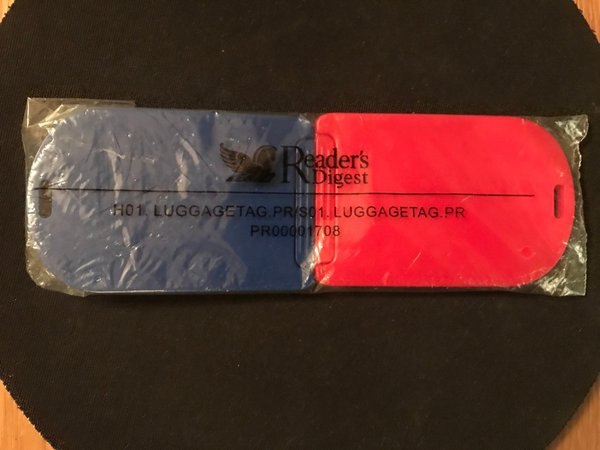 Reader's
Digest
H01. LUGGAGETAG.PR/S01. LUGGAGETAG.PR
PR00001708